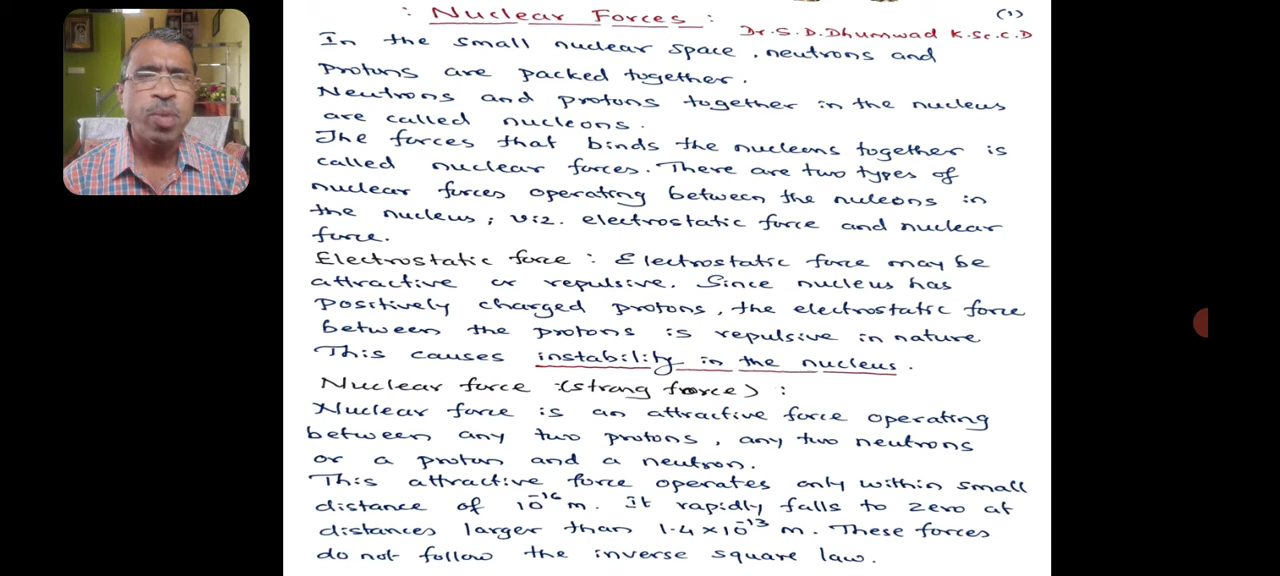 : Nuclear Forces : (1)
Dr. S. D. Dhumwad K.Sc.C.D
In the small nuclear space, neutrons and
protons are packed together.
Neutrons and protons together in the nucleus
are called nucleons.
The forces that binds the nucleons together is
called nuclear forces. There are two types of
nuclear forces operating between the nuleons in
the nucleus; viz. electrostatic force and nuclear
force.
Electrostatic force : Electrostatic force may be
attractive or repulsive. Since nucleus has
positively charged protons, the electrostatic force
between the protons is repulsive in nature
This causes instability in the nucleus.
Nuclear force (strong force) :
Nuclear force is an attractive force operating
between any two protons, any two neutrons
or a proton and a neutron.
This attractive force operates only within small
distance of 10⁻¹⁶ m. It rapidly falls to zero at
distances larger than 1.4 × 10⁻¹³ m. These forces
do not follow the inverse square law.